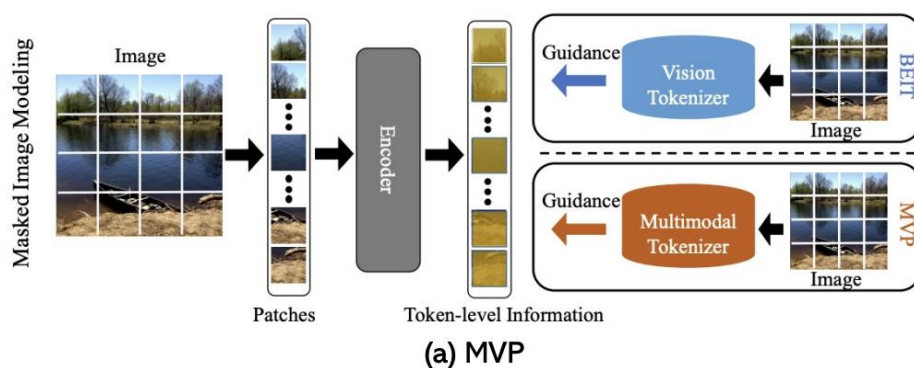 Masked Image Modeling
Image
Patches
Encoder
Token-level Information
Guidance
Vision
Tokenizer
Image
BEIT
Guidance
Multimodal
Tokenizer
Image
MVP
(a) MVP